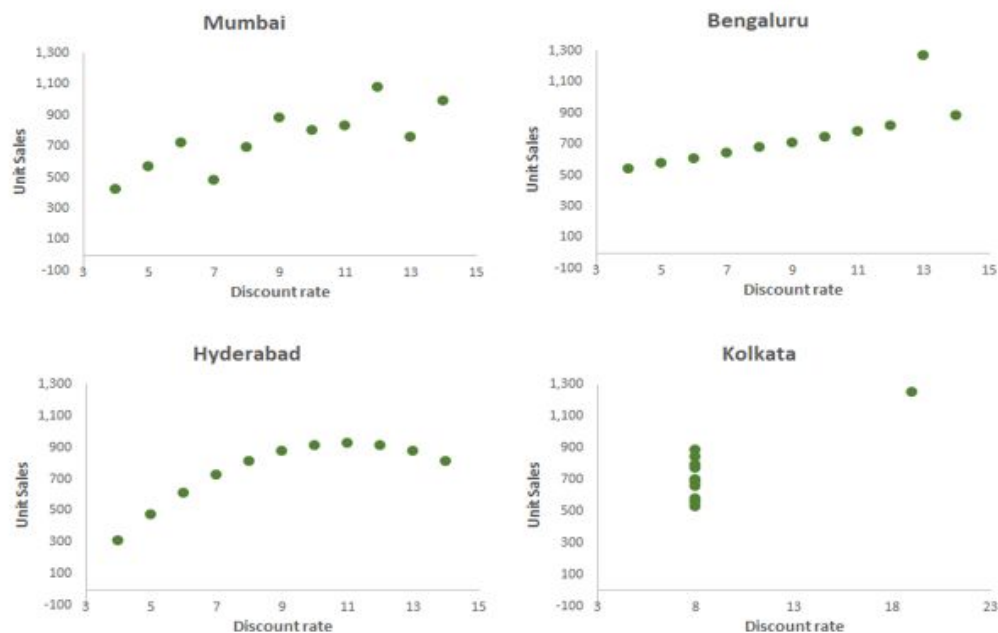 Mumbai
1,300
1,100
900
700
500
300
100
-100
Unit Sales
3 5 7 9 11 13 15
Discount rate
Bengaluru
1,300
1,100
900
700
500
300
100
-100
Unit Sales
3 5 7 9 11 13 15
Discount rate
Hyderabad
1,300
1,100
900
700
500
300
100
-100
Unit Sales
3 5 7 9 11 13 15
Discount rate
Kolkata
1,300
1,100
900
700
500
300
100
-100
Unit Sales
3 8 13 18 23
Discount rate